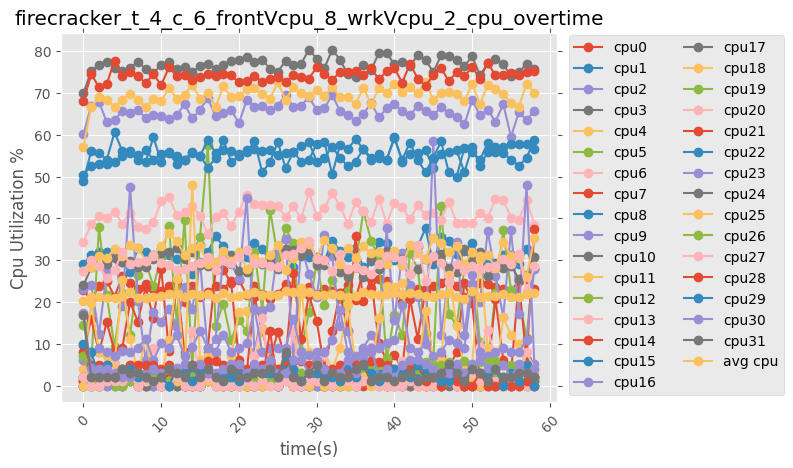 firecracker_t_4_c_6_frontVcpu_8_wrkVcpu_2_cpu_overtime
80
70
60
50
40
30
20
10
0
Cpu Utilization %
0
10
20
30
40
50
60
time(s)
cpu0
cpu1
cpu2
cpu3
cpu4
cpu5
cpu6
cpu7
cpu8
cpu9
cpu10
cpu11
cpu12
cpu13
cpu14
cpu15
cpu16
cpu17
cpu18
cpu19
cpu20
cpu21
cpu22
cpu23
cpu24
cpu25
cpu26
cpu27
cpu28
cpu29
cpu30
cpu31
avg cpu